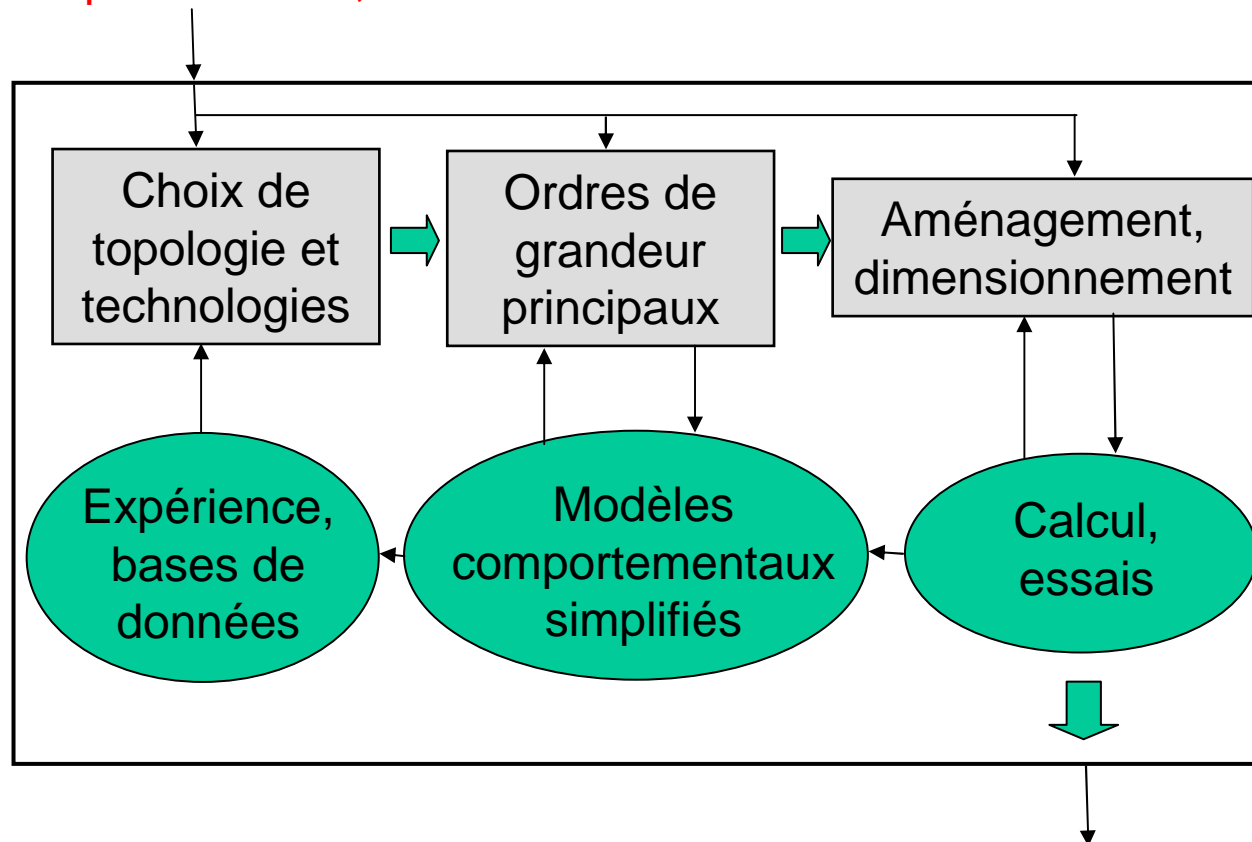 Choix de
topologie et
technologies
Ordres de
grandeur
principaux
Aménagement,
dimensionnement
Expérience,
bases de
données
Modèles
comportementaux
simplifiés
Calcul,
essais